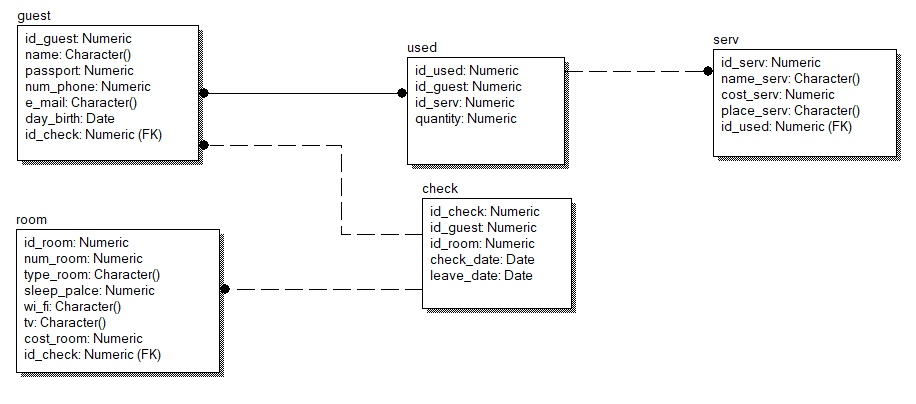 guest
id_guest: Numeric
name: Character()
passport: Numeric
num_phone: Numeric
e_mail: Character()
day_birth: Date
id_check: Numeric (FK)
used
id_used: Numeric
id_guest: Numeric
id_serv: Numeric
quantity: Numeric
serv
id_serv: Numeric
name_serv: Character()
cost_serv: Numeric
place_serv: Character()
id_used: Numeric (FK)
check
id_check: Numeric
id_guest: Numeric
id_room: Numeric
check_date: Date
leave_date: Date
room
id_room: Numeric
num_room: Numeric
type_room: Character()
sleep_palce: Numeric
wi_fi: Character()
tv: Character()
cost_room: Numeric
id_check: Numeric (FK)